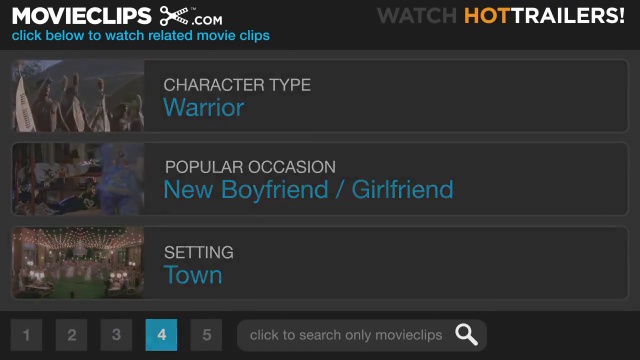 MOVIECLIPS .COM
WATCH HOTTRAILERS!
click below to watch related movie clips
CHARACTER TYPE
Warrior
POPULAR OCCASION
New Boyfriend / Girlfriend
SETTING
Town
1 2 3 4 5 click to search only movieclips